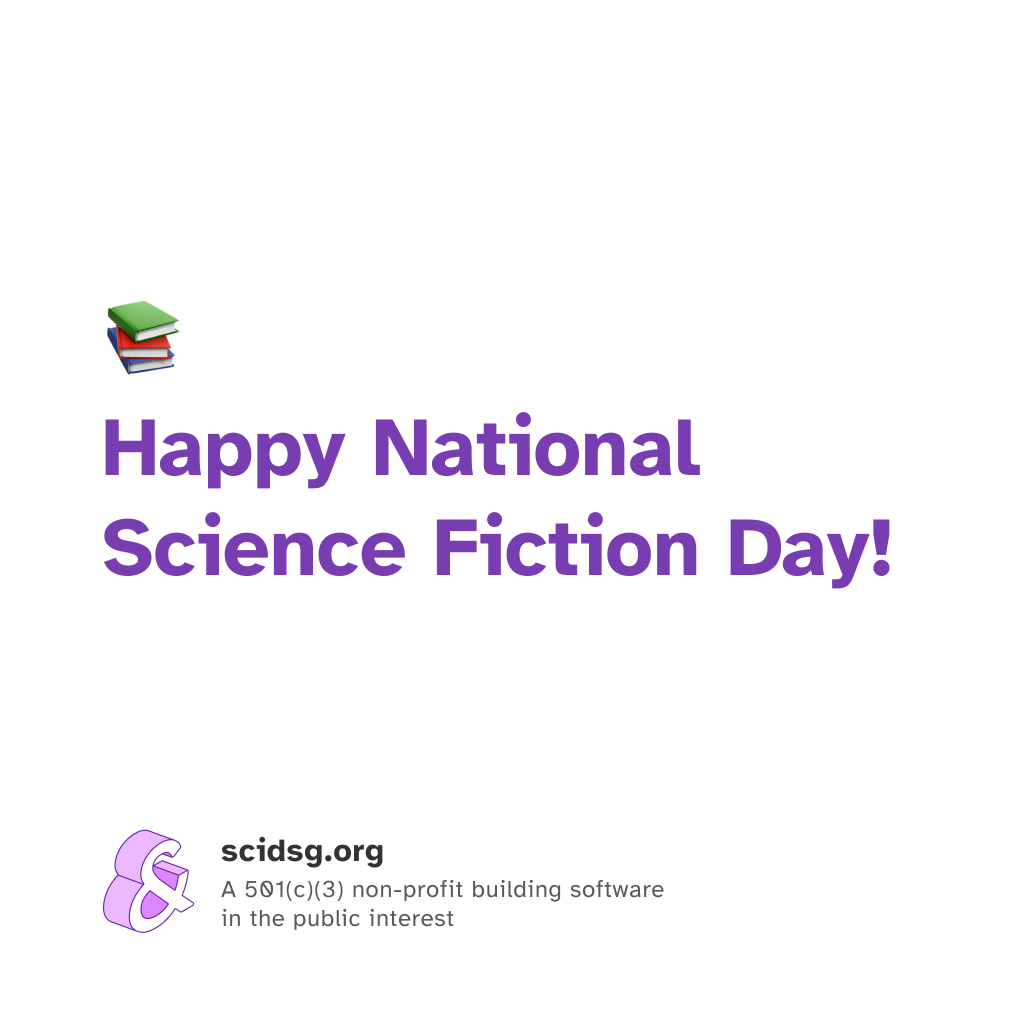 Happy National
Science Fiction Day!
scidsg.org
A 501(c)(3) non-profit building software
in the public interest